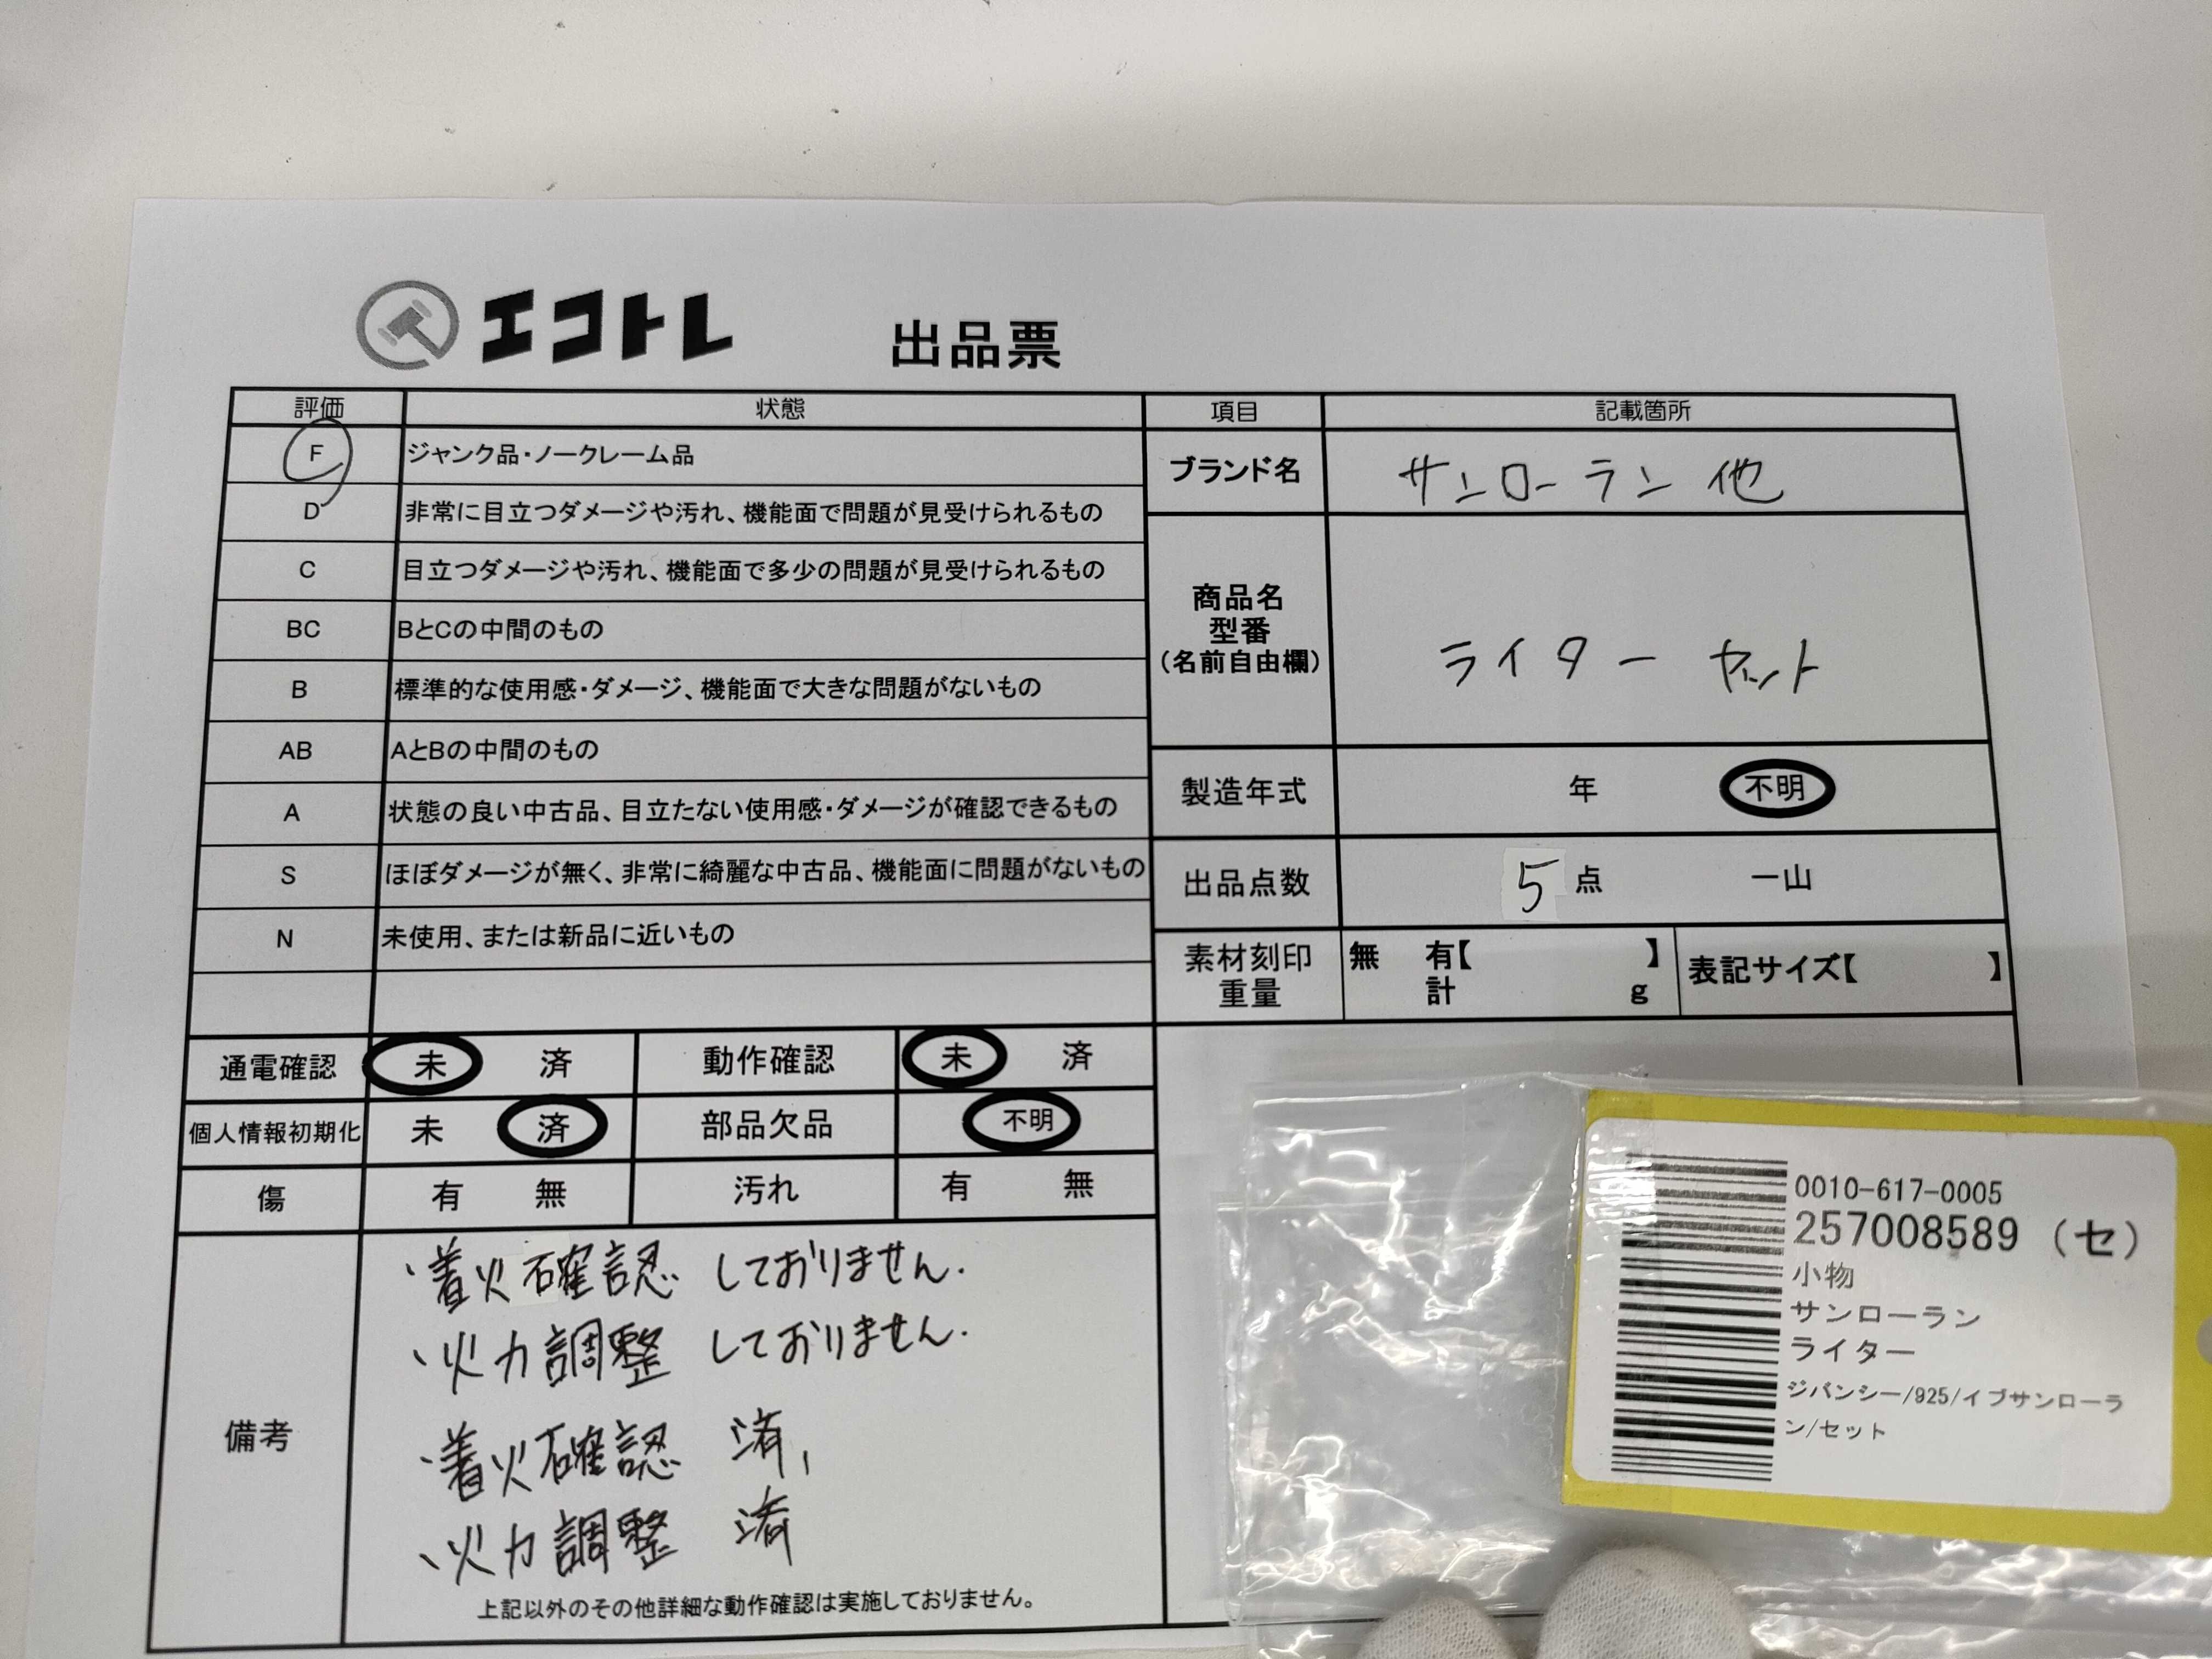 エコトレ 出品票
評価 状態 項目 記載箇所
F ジャンク品・ノークレーム品
D 非常に目立つダメージや汚れ、機能面で問題が見受けられるもの
C 目立つダメージや汚れ、機能面で多少の問題が見受けられるもの
BC BとCの中間のもの
B 標準的な使用感・ダメージ、機能面で大きな問題がないもの
AB AとBの中間のもの
A 状態の良い中古品、目立たない使用感・ダメージが確認できるもの
S ほぼダメージが無く、非常に綺麗な中古品、機能面に問題がないもの
N 未使用、または新品に近いもの
ブランド名 サンローラン他
商品名
型番
(名前自由欄)
ライターセット
製造年式 年 不明
出品点数 5 点 一山
素材刻印 無 有【 】 表記サイズ【 】
重量 計 g
通電確認 未 済 動作確認 未 済
個人情報初期化 未 済 部品欠品 不明
傷 有 無 汚れ 有 無
備考
・着火確認 しておりません.
・火力調整 しておりません.
・着火確認 済,
・火力調整 済
上記以外のその他詳細な動作確認は実施しておりません。
0010-617-0005
257008589 (セ)
小物
サンローラン
ライター
ジバンシー/925/イブサンローラ
ン/セット